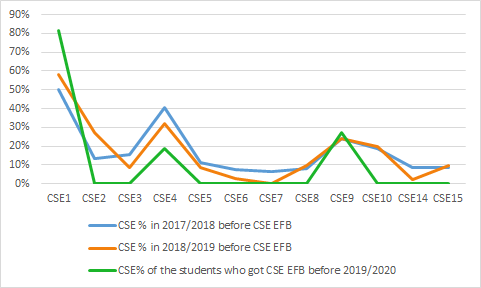 90%
80%
70%
60%
50%
40%
30%
20%
10%
0%
CSE1 CSE2 CSE3 CSE4 CSE5 CSE6 CSE7 CSE8 CSE9 CSE10 CSE14 CSE15
CSE % in 2017/2018 before CSE EFB
CSE % in 2018/2019 before CSE EFB
CSE% of the students who got CSE EFB before 2019/2020